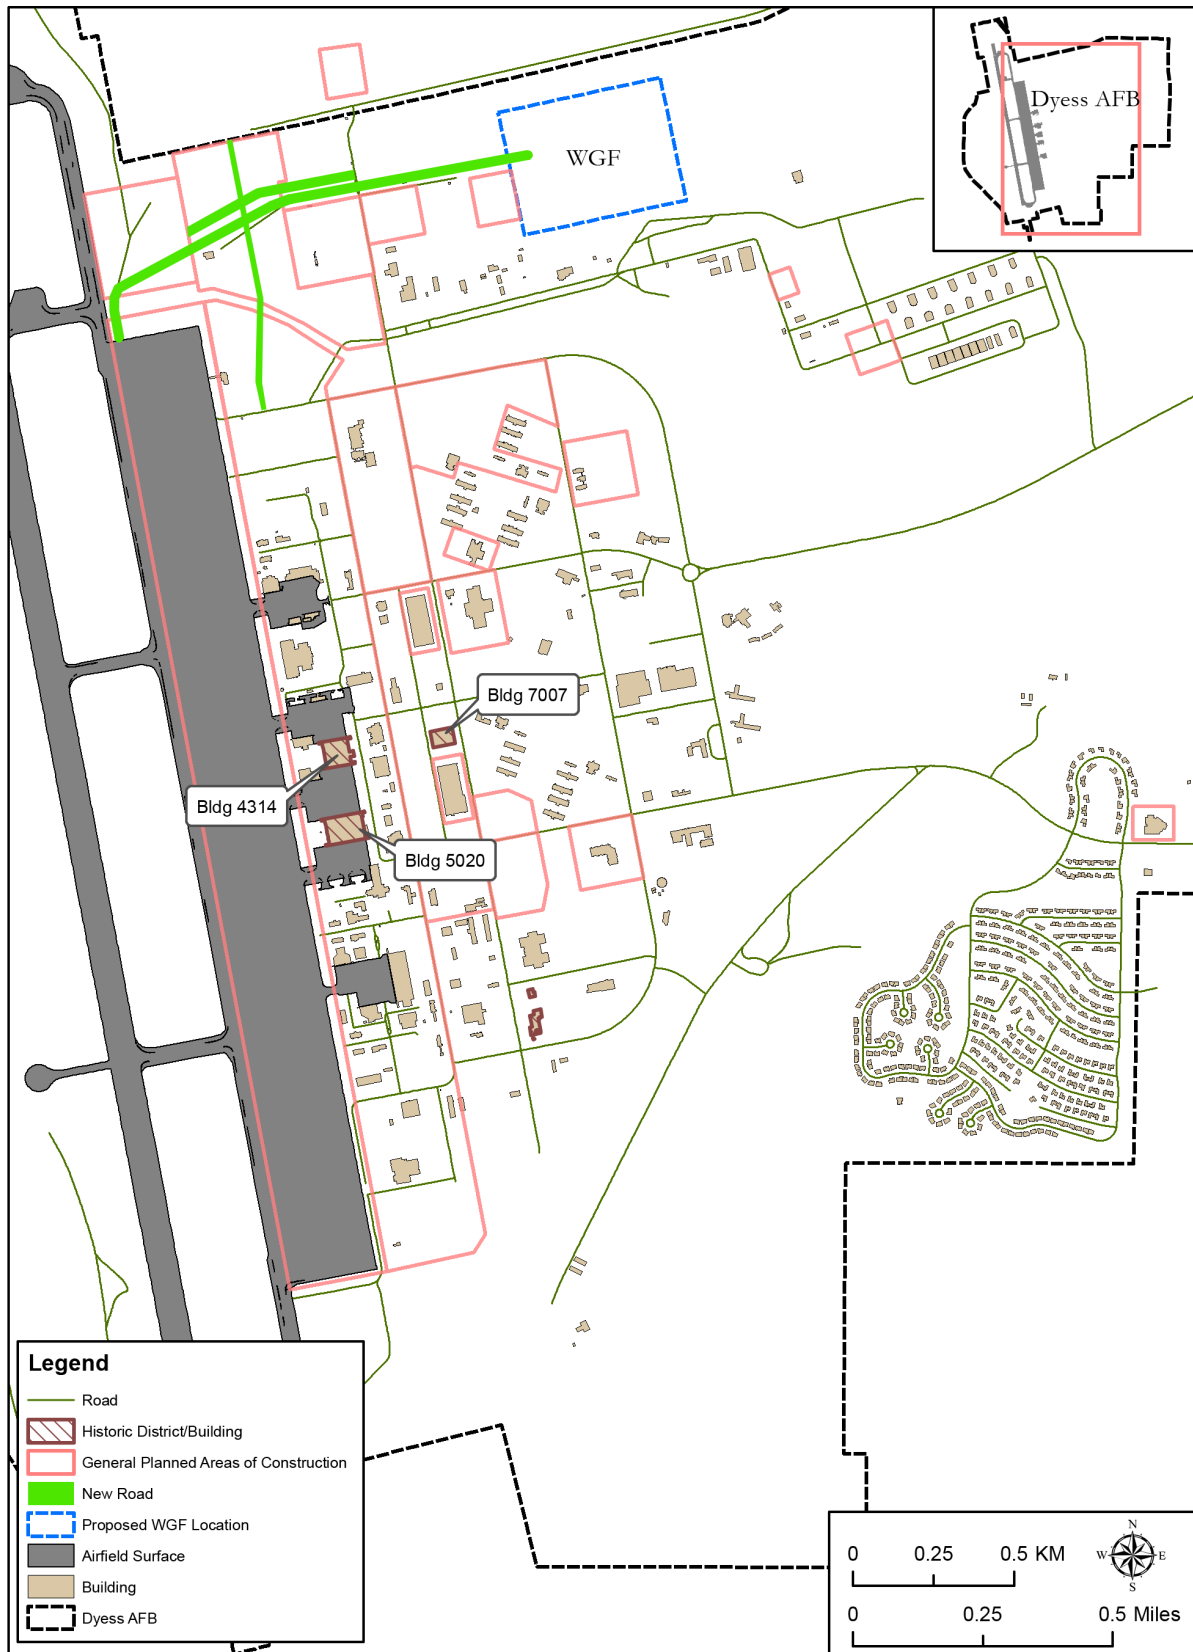 Dyess AFB
WGF
Bldg 7007
Bldg 4314
Bldg 5020
Legend
Road
Historic District/Building
General Planned Areas of Construction
New Road
Proposed WGF Location
Airfield Surface
Building
Dyess AFB
N
W E
S
0 0.25 0.5 KM
0 0.25 0.5 Miles